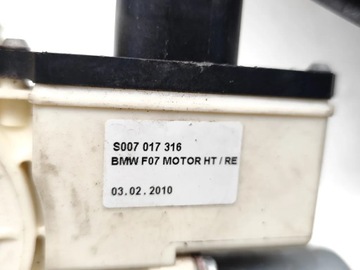 S007 017 316
BMW F07 MOTOR HT / RE
03.02.2010